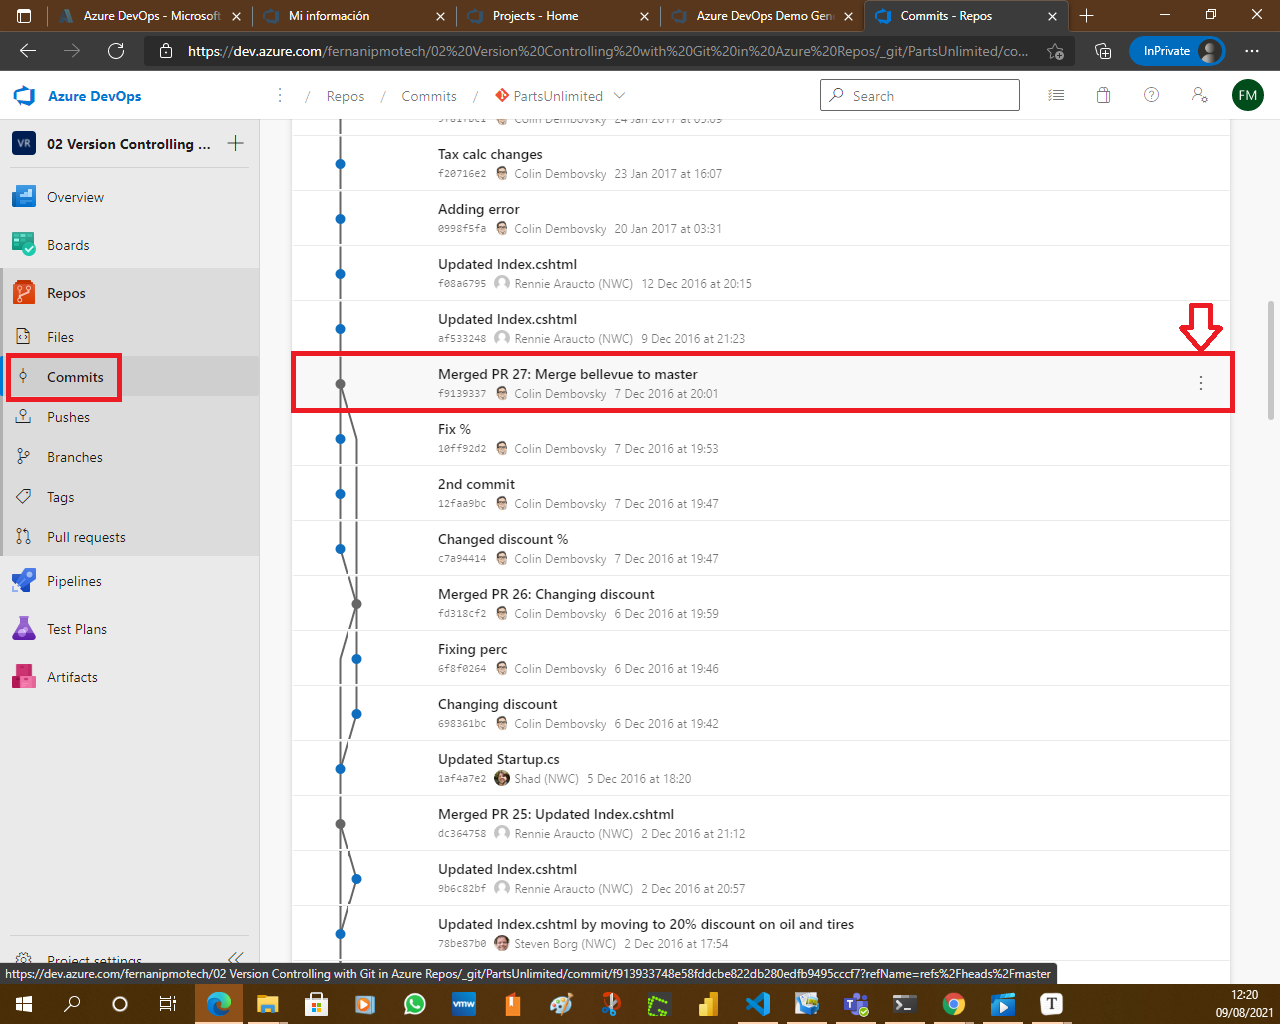 Azure DevOps - Microsoft
Mi información
Projects - Home
Azure DevOps Demo Gen
Commits - Repos
https://dev.azure.com/fernanipmotech/02%20Version%20Controlling%20with%20Git%20in%20Azure%20Repos/_git/PartsUnlimited/co...
InPrivate
Azure DevOps
/ Repos / Commits / PartsUnlimited
Search
FM
VR
02 Version Controlling ...
Overview
Boards
Repos
Files
Commits
Pushes
Branches
Tags
Pull requests
Pipelines
Test Plans
Artifacts
Project settings
Colin Dembovsky 24 Jan 2017 at
Tax calc changes
f20716e2 Colin Dembovsky 23 Jan 2017 at 16:07
Adding error
0998f5fa Colin Dembovsky 20 Jan 2017 at 03:31
Updated Index.cshtml
f08a6795 Rennie Araucto (NWC) 12 Dec 2016 at 20:15
Updated Index.cshtml
af533248 Rennie Araucto (NWC) 9 Dec 2016 at 21:23
Merged PR 27: Merge bellevue to master
f9139337 Colin Dembovsky 7 Dec 2016 at 20:01
Fix %
10ff92d2 Colin Dembovsky 7 Dec 2016 at 19:53
2nd commit
12faa9bc Colin Dembovsky 7 Dec 2016 at 19:47
Changed discount %
c7a94414 Colin Dembovsky 7 Dec 2016 at 19:47
Merged PR 26: Changing discount
fd318cf2 Colin Dembovsky 6 Dec 2016 at 19:59
Fixing perc
6f8f0264 Colin Dembovsky 6 Dec 2016 at 19:46
Changing discount
698361bc Colin Dembovsky 6 Dec 2016 at 19:42
Updated Startup.cs
1af4a7e2 Shad (NWC) 5 Dec 2016 at 18:20
Merged PR 25: Updated Index.cshtml
dc364758 Rennie Araucto (NWC) 2 Dec 2016 at 21:12
Updated Index.cshtml
9b6c82bf Rennie Araucto (NWC) 2 Dec 2016 at 20:57
Updated Index.cshtml by moving to 20% discount on oil and tires
78be87b0 Steven Borg (NWC) 2 Dec 2016 at 17:54
https://dev.azure.com/fernanipmotech/02 Version Controlling with Git in Azure Repos/_git/PartsUnlimited/commit/f913933748e58fddcbe822db280edfb9495cccf7?refName=refs%2Fheads%2Fmaster
vmw
T
12:20
09/08/2021